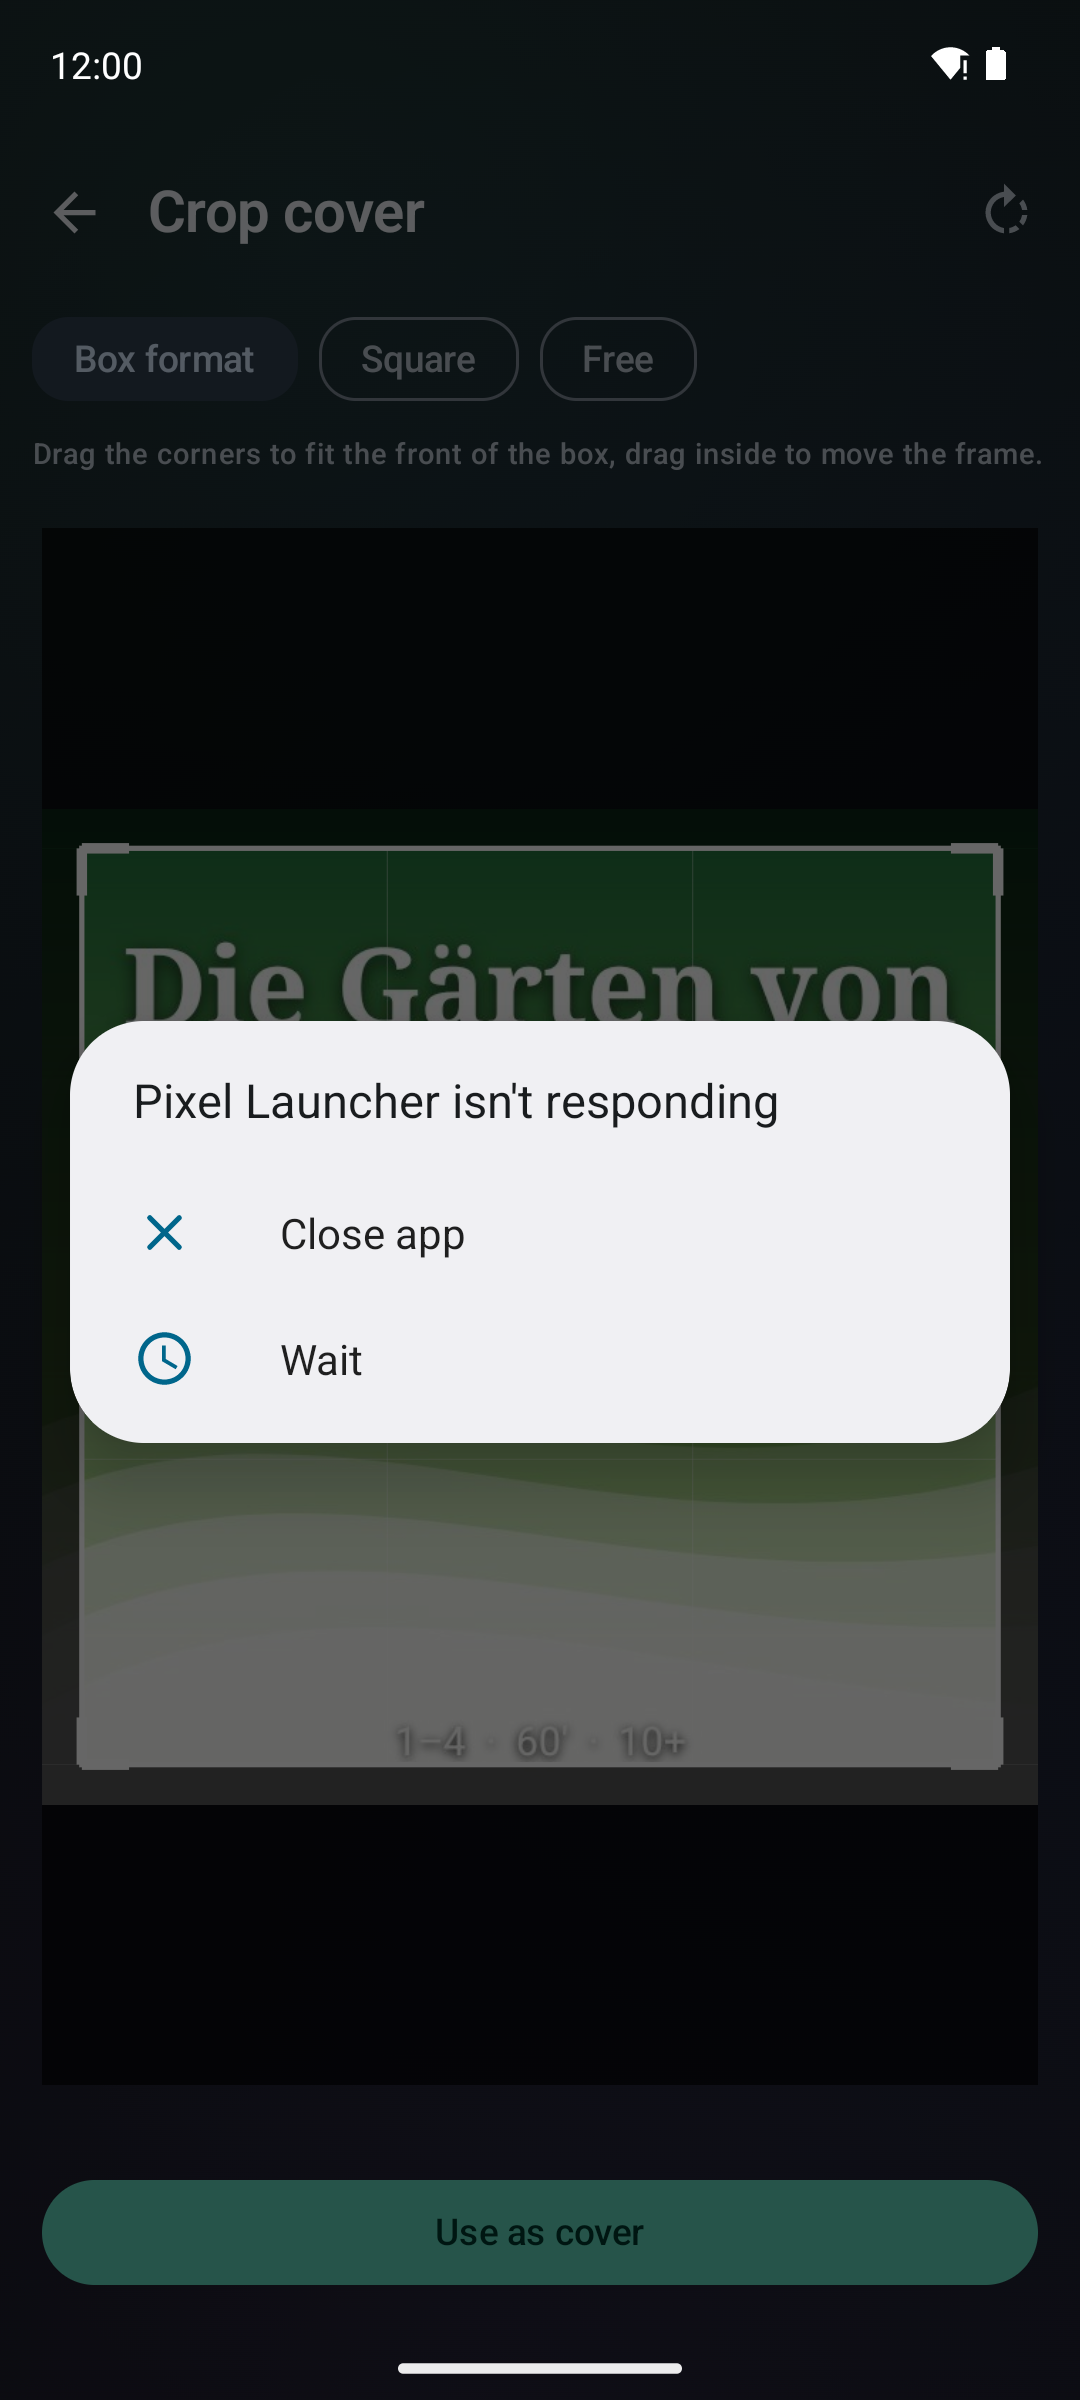 12:00
Crop cover
Box format
Square
Free
Drag the corners to fit the front of the box, drag inside to move the frame.
Die Gärten von
Pixel Launcher isn't responding
Close app
Wait
1–4 · 60' · 10+
Use as cover